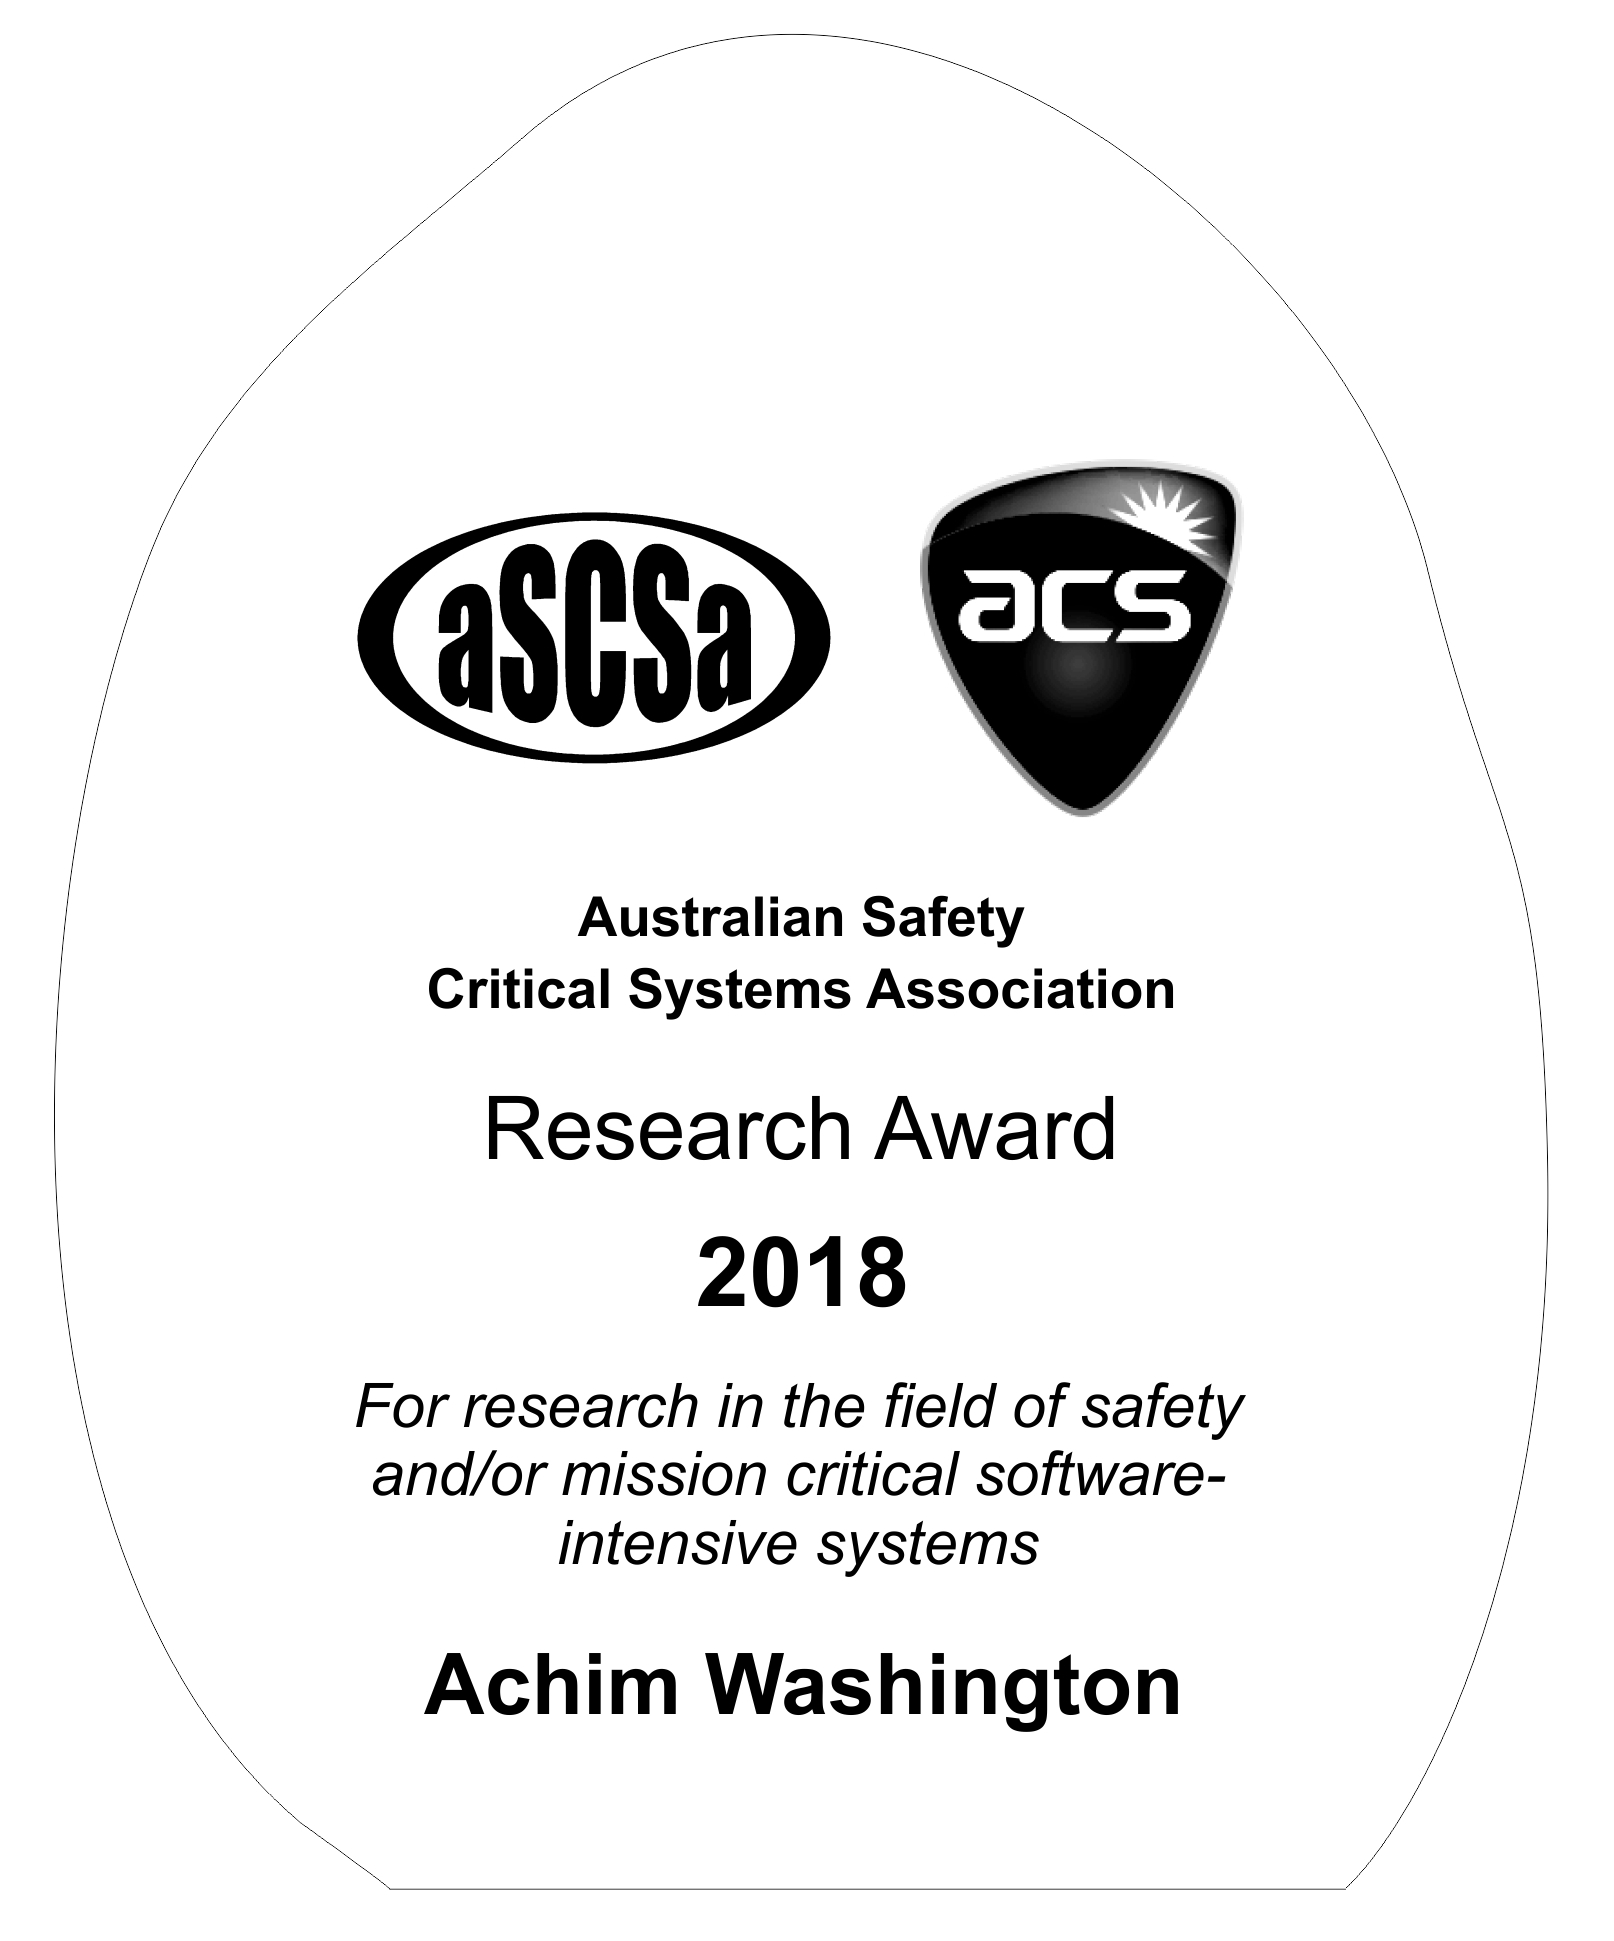 aSCSa
acs
Australian Safety
Critical Systems Association
Research Award
2018
For research in the field of safety
and/or mission critical software-
intensive systems
Achim Washington